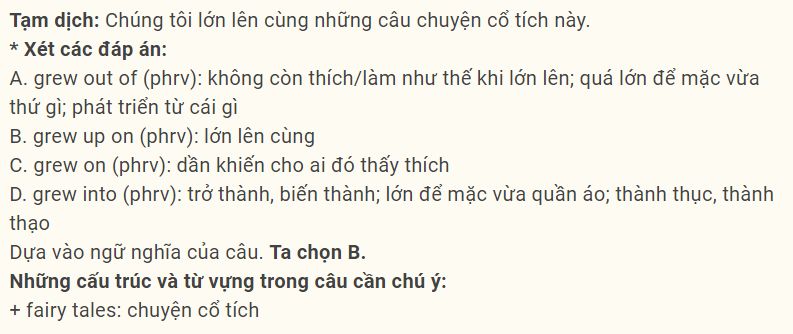 Tạm dịch: Chúng tôi lớn lên cùng những câu chuyện cổ tích này.
* Xét các đáp án:
A. grew out of (phrv): không còn thích/làm như thế khi lớn lên; quá lớn để mặc vừa
thứ gì; phát triển từ cái gì
B. grew up on (phrv): lớn lên cùng
C. grew on (phrv): dần khiến cho ai đó thấy thích
D. grew into (phrv): trở thành, biến thành; lớn để mặc vừa quần áo; thành thục, thành
thạo
Dựa vào ngữ nghĩa của câu. Ta chọn B.
Những cấu trúc và từ vựng trong câu cần chú ý:
+ fairy tales: chuyện cổ tích